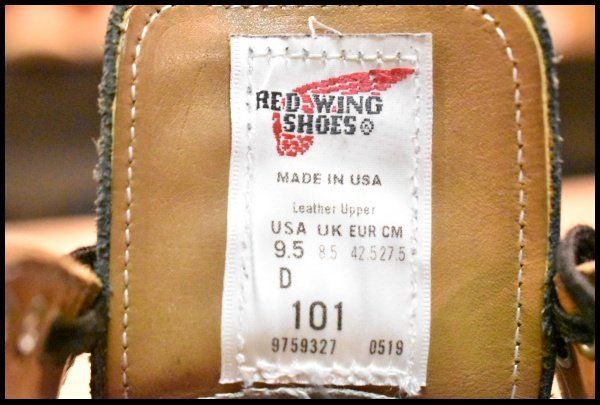 RED WING
SHOES®
MADE IN USA
Leather Upper
USA UK EUR CM
9.5 8.5 42.5 27.5
D
101
9759327 0519